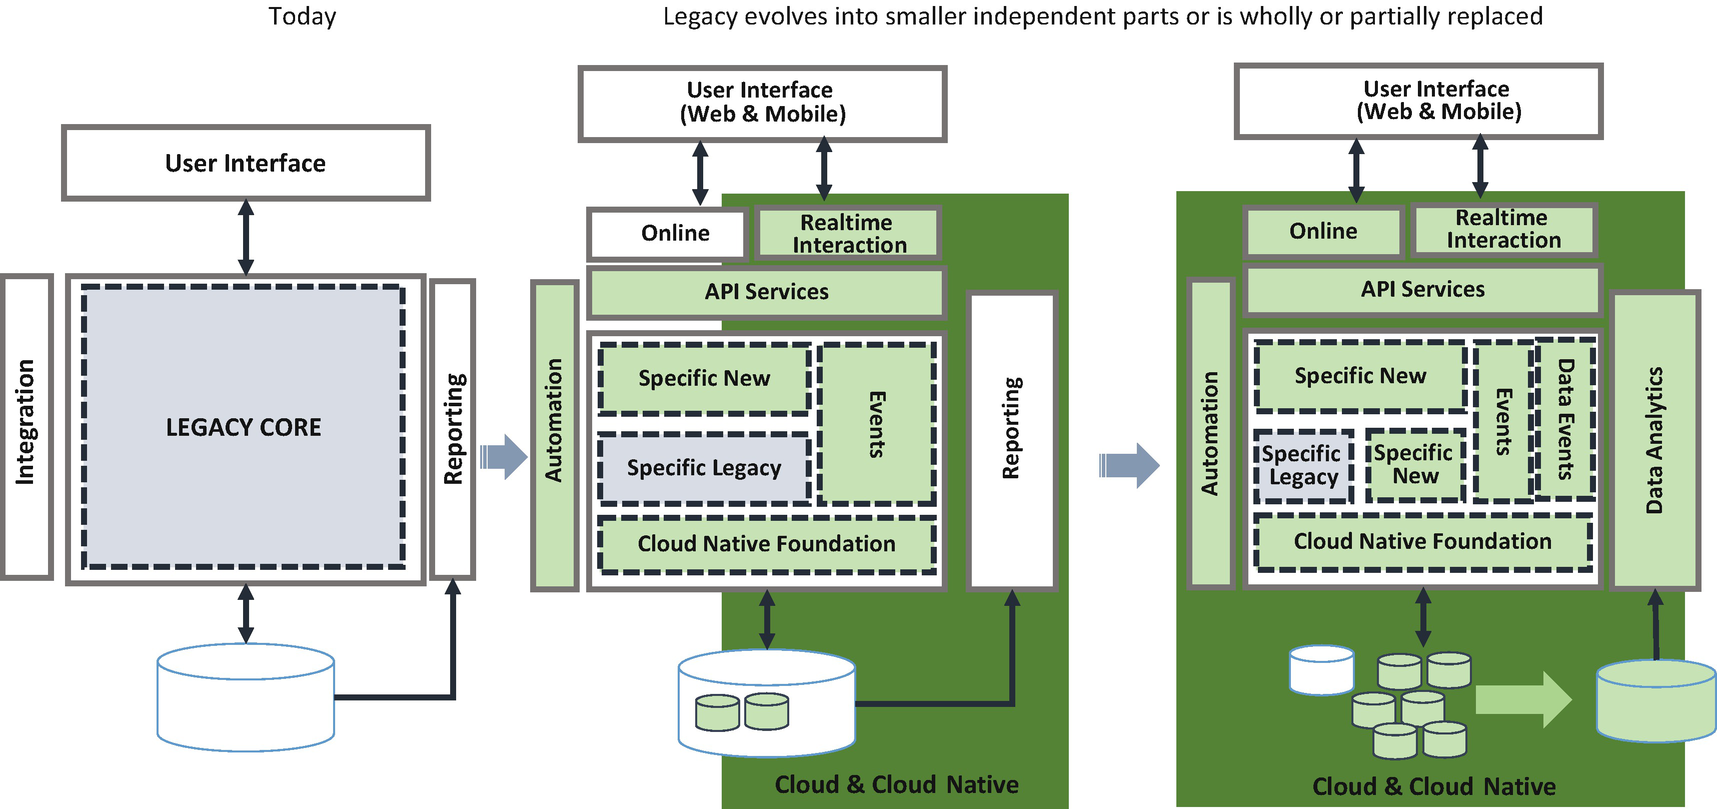 Today
Legacy evolves into smaller independent parts or is wholly or partially replaced
User Interface
Integration
LEGACY CORE
Reporting
User Interface
(Web & Mobile)
Online
Realtime
Interaction
API Services
Automation
Specific New
Events
Specific Legacy
Cloud Native Foundation
Reporting
Cloud & Cloud Native
User Interface
(Web & Mobile)
Online
Realtime
Interaction
API Services
Automation
Specific New
Events
Data Events
Specific
Legacy
Specific
New
Cloud Native Foundation
Data Analytics
Cloud & Cloud Native